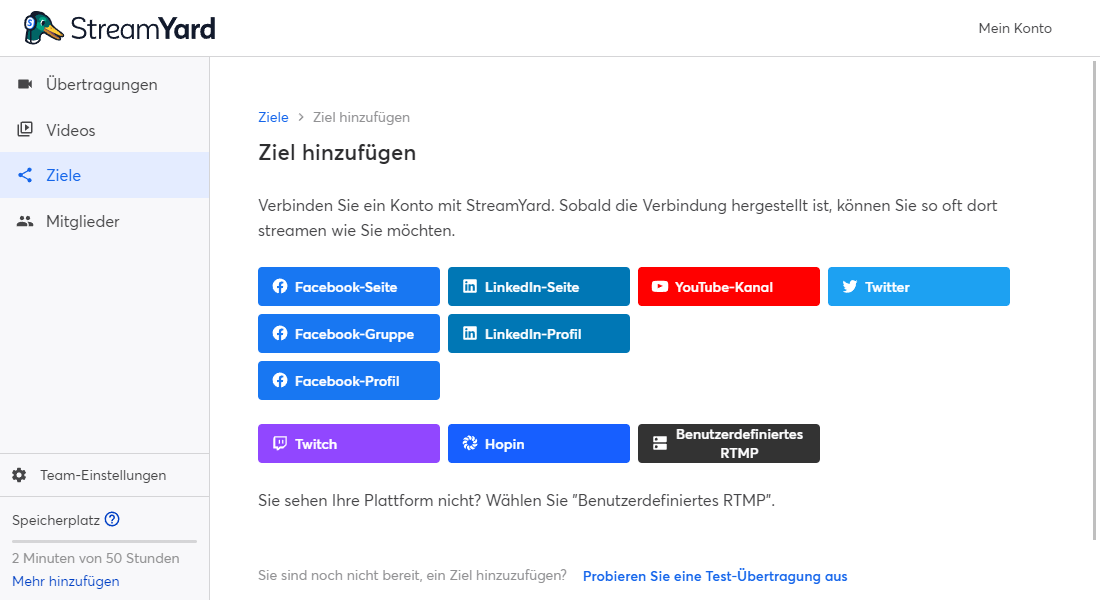 StreamYard
Mein Konto
Übertragungen
Videos
Ziele
Mitglieder
Team-Einstellungen
Speicherplatz
2 Minuten von 50 Stunden
Mehr hinzufügen
Ziele > Ziel hinzufügen
Ziel hinzufügen
Verbinden Sie ein Konto mit StreamYard. Sobald die Verbindung hergestellt ist, können Sie so oft dort
streamen wie Sie möchten.
Facebook-Seite
LinkedIn-Seite
YouTube-Kanal
Twitter
Facebook-Gruppe
LinkedIn-Profil
Facebook-Profil
Twitch
Hopin
Benutzerdefiniertes
RTMP
Sie sehen Ihre Plattform nicht? Wählen Sie "Benutzerdefiniertes RTMP".
Sie sind noch nicht bereit, ein Ziel hinzuzufügen? Probieren Sie eine Test-Übertragung aus